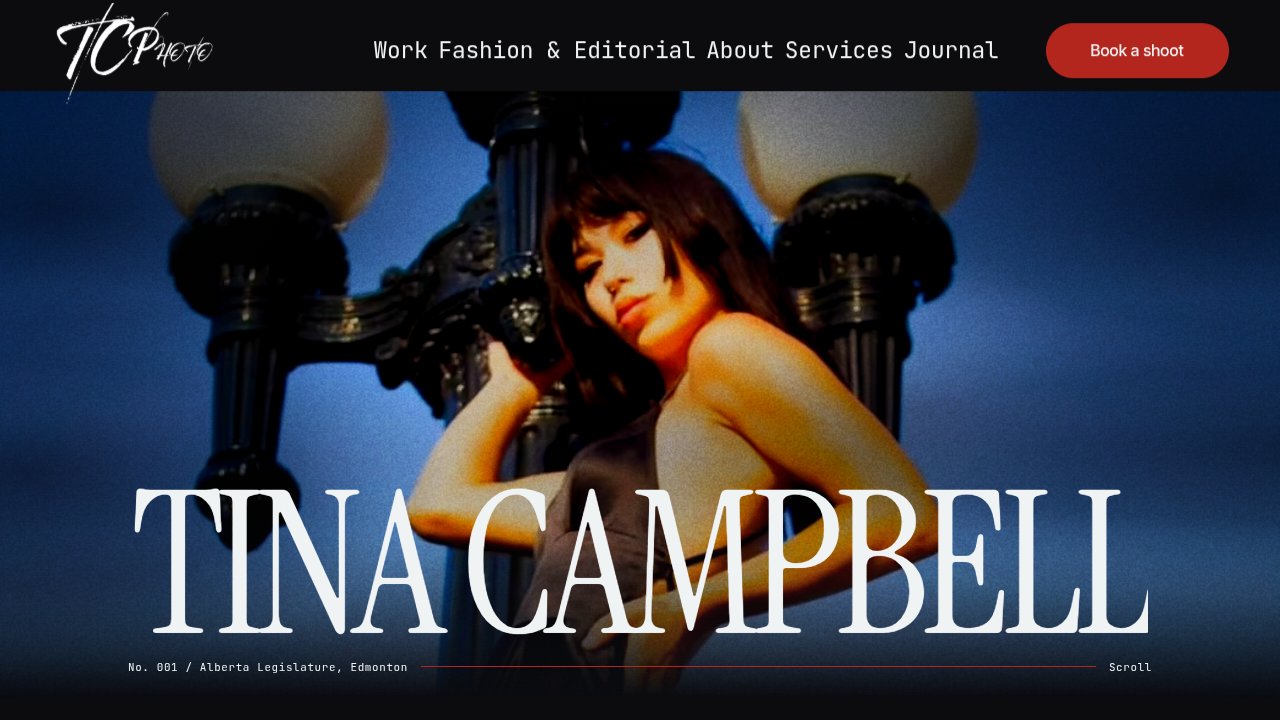 TCPHOTO
Work Fashion & Editorial About Services Journal
Book a shoot
TINA CAMPBELL
No. 001 / Alberta Legislature, Edmonton
Scroll